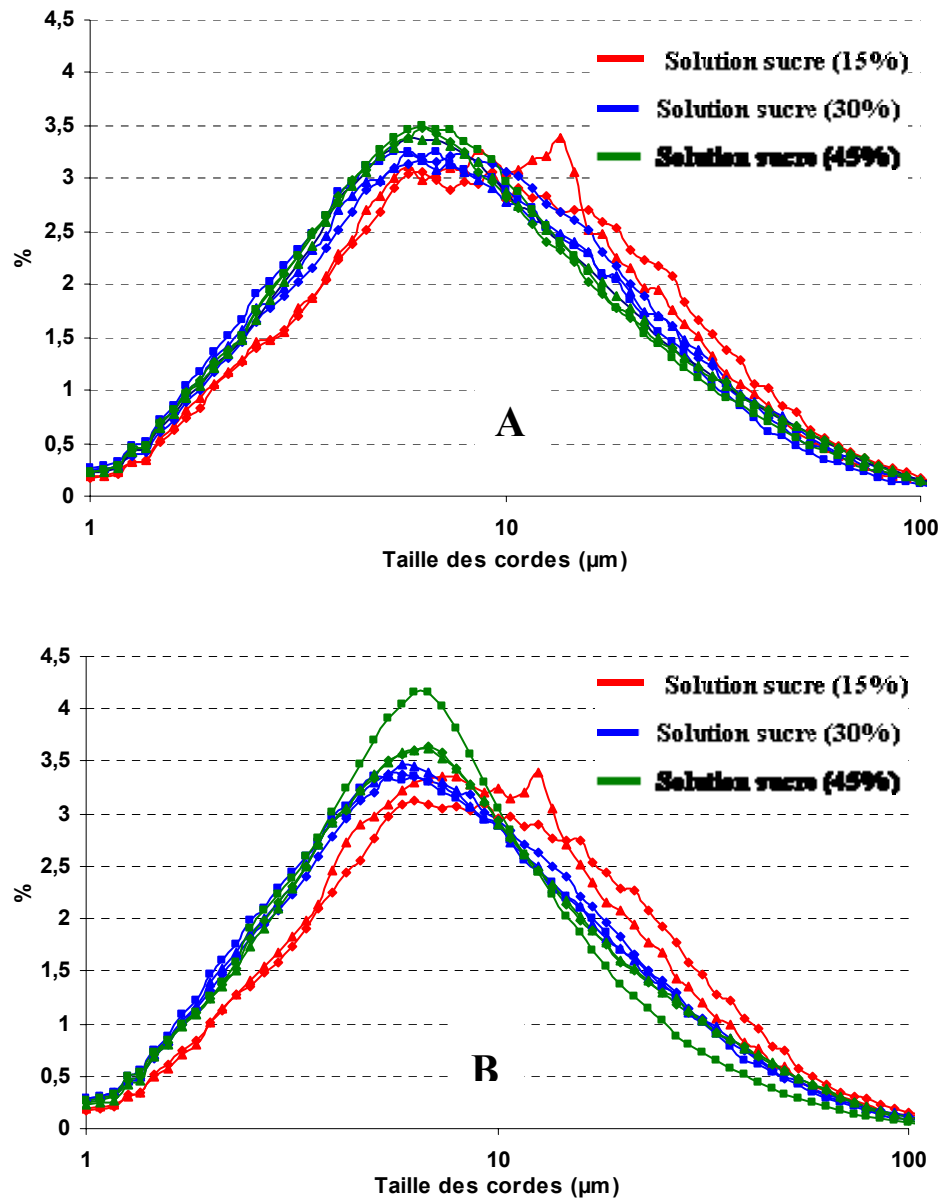 4,5
4
3,5
3
2,5
2
1,5
1
0,5
0
%
Solution sucre (15%)
Solution sucre (30%)
Solution sucre (45%)
A
1
10
100
Taille des cordes (µm)
4,5
4
3,5
3
2,5
2
1,5
1
0,5
0
%
Solution sucre (15%)
Solution sucre (30%)
Solution sucre (45%)
B
1
10
100
Taille des cordes (µm)